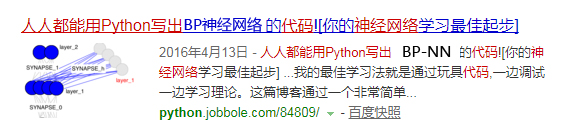 人人都能用Python写出BP神经网络 的代码![你的神经网络学习最佳起步]
layer_2
SYNAPSE_1
SYNAPSE_h
layer_1
layer_1
SYNAPSE_0
2016年4月13日 - 人人都能用Python写出 BP-NN 的代码![你的神
经网络学习最佳起步] ...我的最佳学习法就是通过玩具代码,一边调试
一边学习理论。这篇博客通过一个非常简单...
python.jobbole.com/84809/ - 百度快照